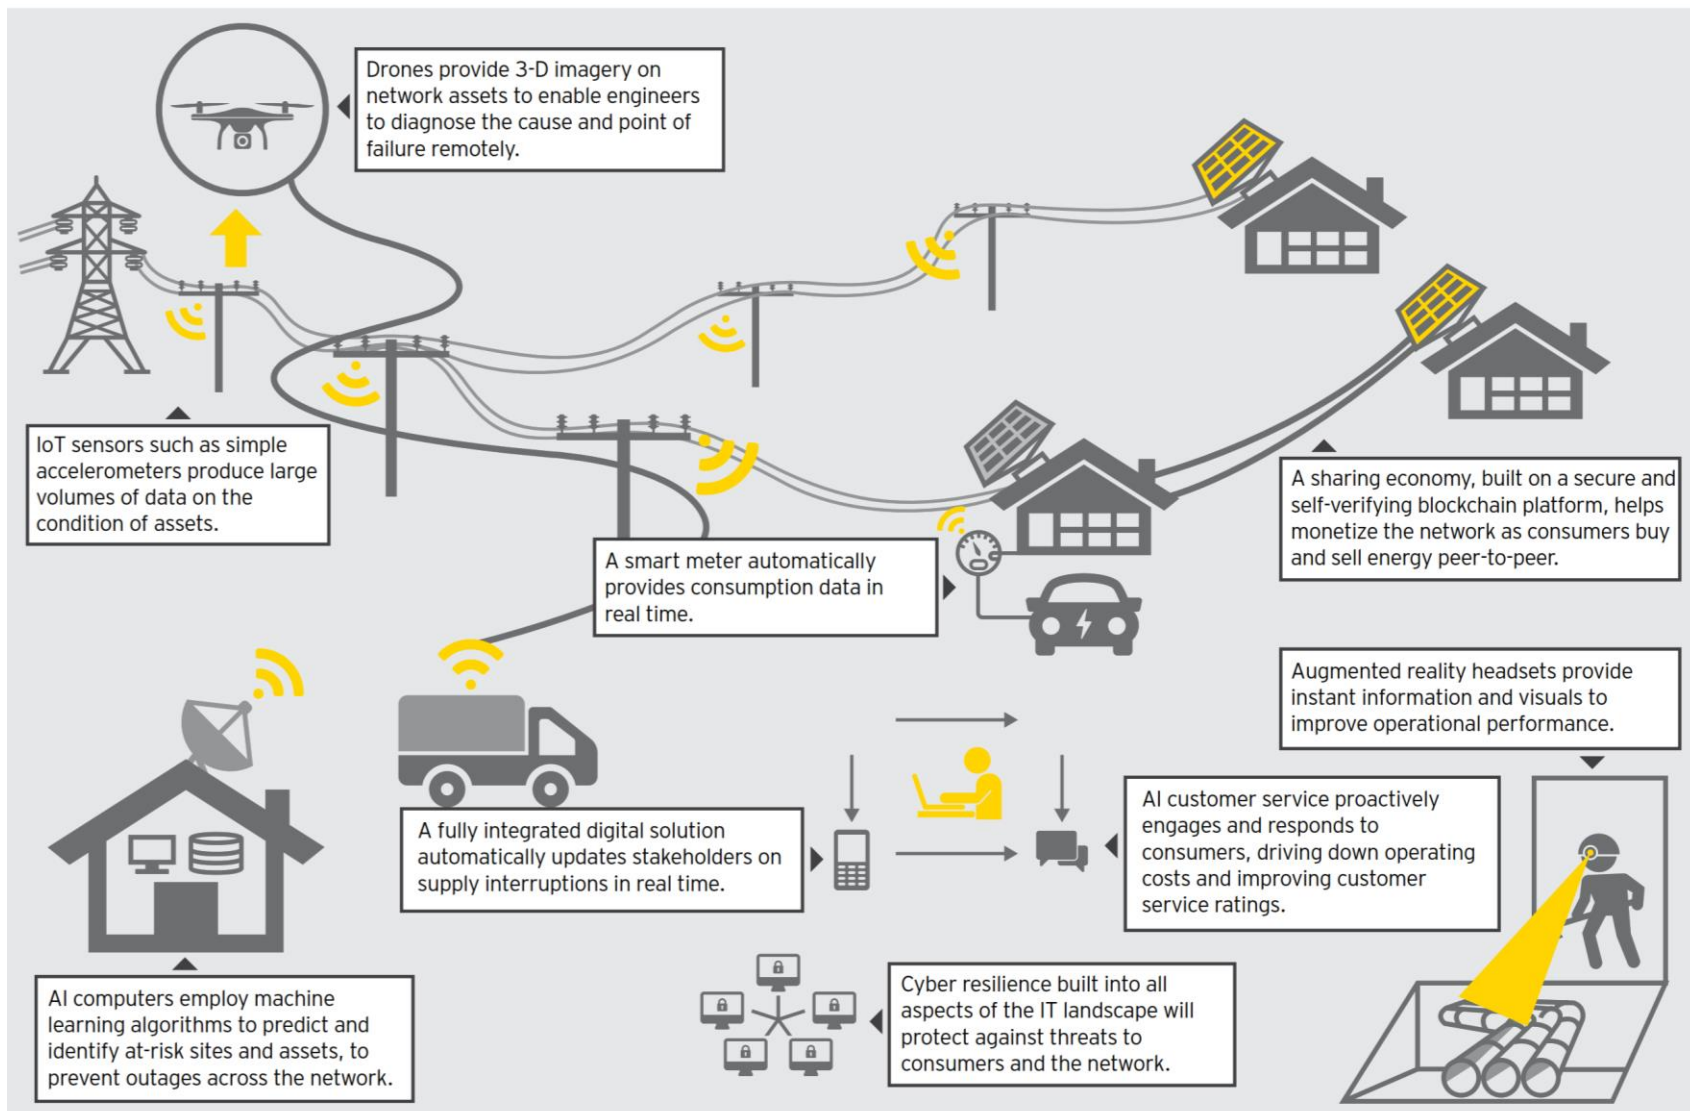 Drones provide 3-D imagery on
network assets to enable engineers
to diagnose the cause and point of
failure remotely.
IoT sensors such as simple
accelerometers produce large
volumes of data on the
condition of assets.
A smart meter automatically
provides consumption data in
real time.
A sharing economy, built on a secure and
self-verifying blockchain platform, helps
monetize the network as consumers buy
and sell energy peer-to-peer.
Augmented reality headsets provide
instant information and visuals to
improve operational performance.
A fully integrated digital solution
automatically updates stakeholders on
supply interruptions in real time.
AI customer service proactively
engages and responds to
consumers, driving down operating
costs and improving customer
service ratings.
AI computers employ machine
learning algorithms to predict and
identify at-risk sites and assets, to
prevent outages across the network.
Cyber resilience built into all
aspects of the IT landscape will
protect against threats to
consumers and the network.